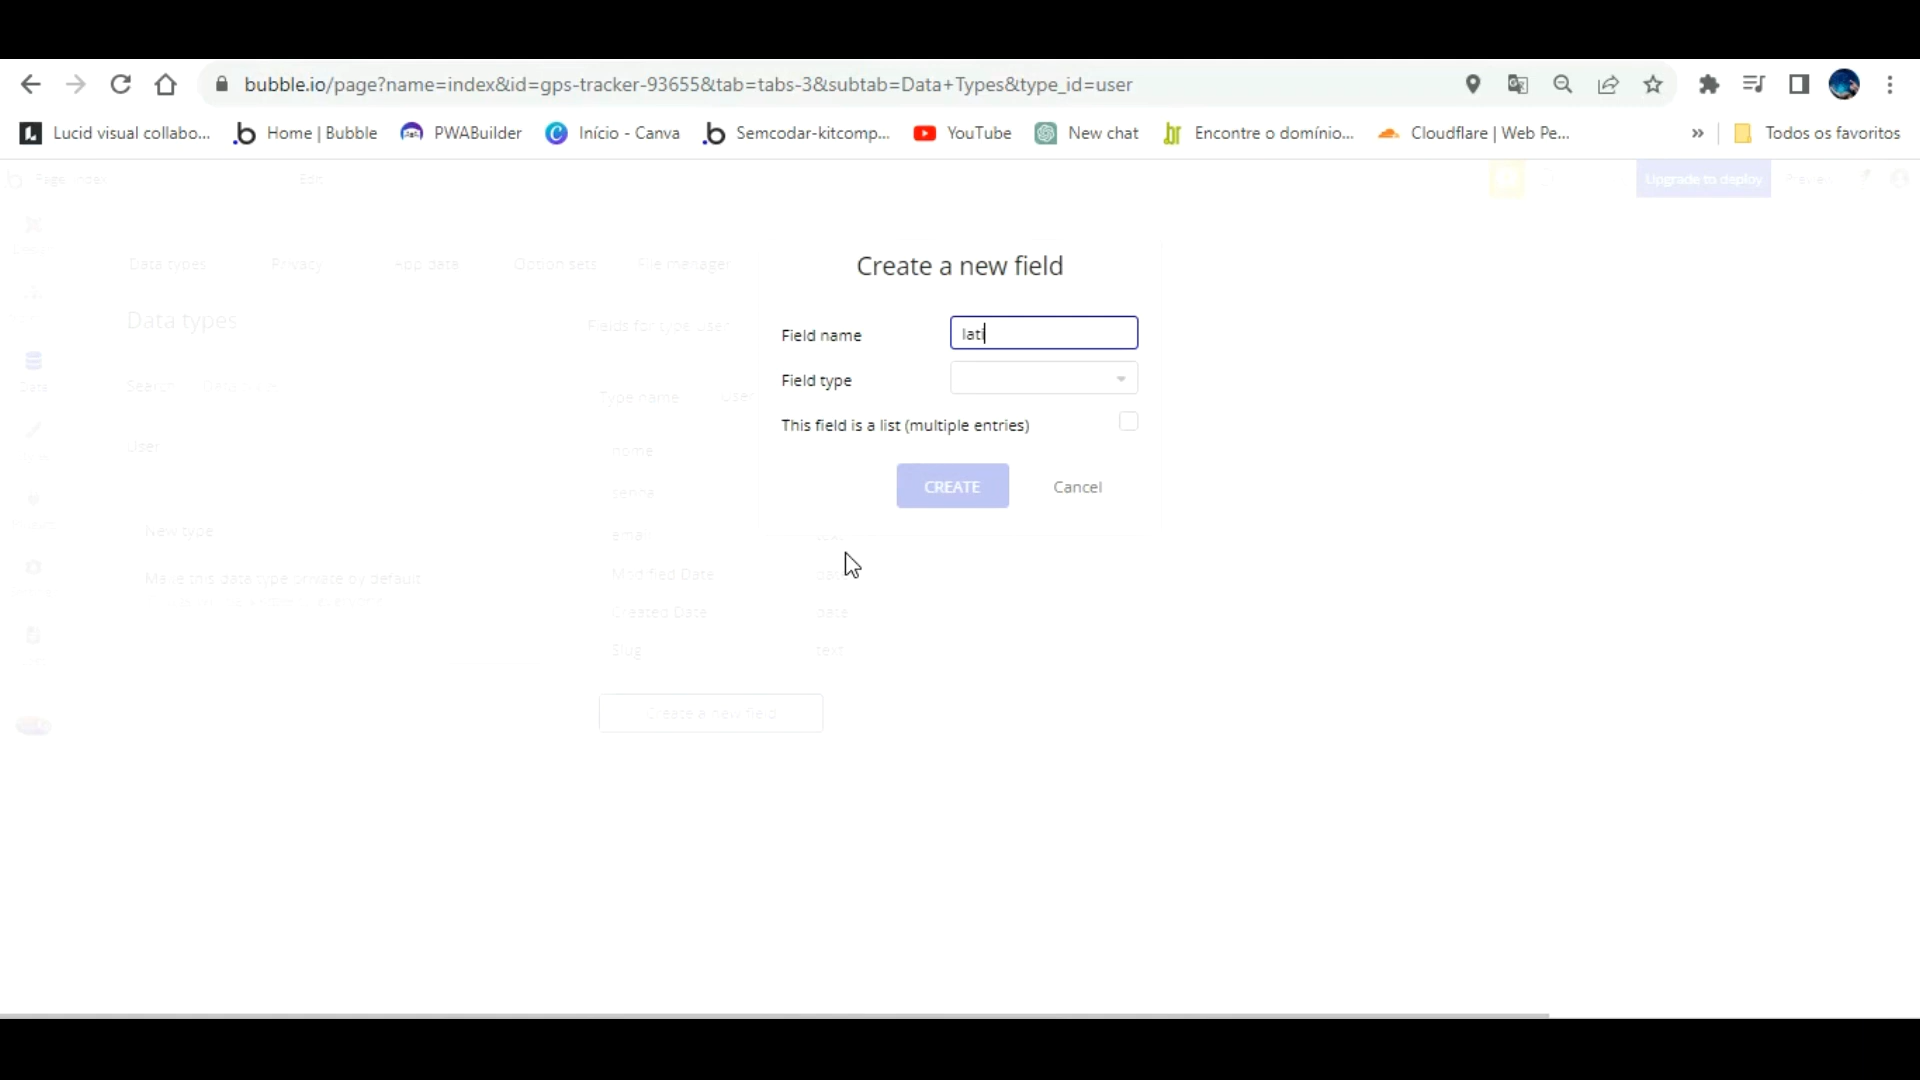 bubble.io/page?name=index&id=gps-tracker-93655&tab=tabs-3&subtab=Data+Types&type_id=user
Lucid visual collabo... Home | Bubble PWABuilder Início - Canva Semcodar-kitcomp... YouTube New chat Encontre o domínio... Cloudflare | Web Pe... » Todos os favoritos
Page: index Edit Upgrade to deploy Preview
Data types Privacy App data Option sets File manager
Create a new field
Data types
Fields for type User
Field name lati
Field type
Data
Search
Type name User
This field is a list (multiple entries)
User
nome
CREATE Cancel
senha
New type
email text
Make this data type private by default
Modified Date date
Created Date date
Slug text
Create a new field